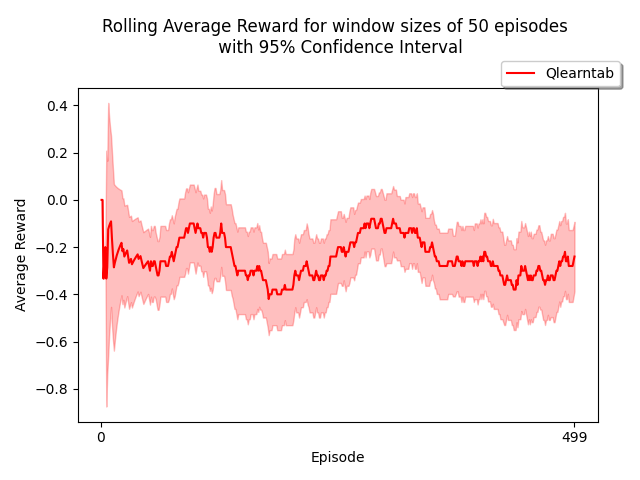 Rolling Average Reward for window sizes of 50 episodes
with 95% Confidence Interval
Qlearntab
0.4
0.2
0.0
−0.2
−0.4
−0.6
−0.8
Average Reward
0 499
Episode